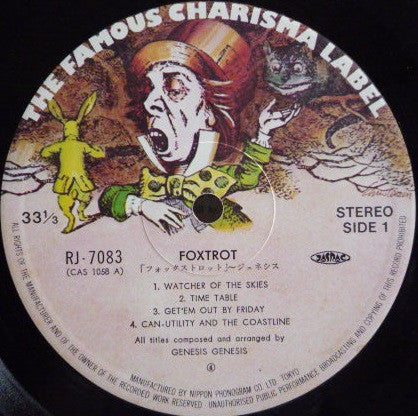 THE FAMOUS CHARISMA LABEL
33⅓
STEREO
SIDE 1
RJ-7083
(CAS 1058 A)
FOXTROT
「フォックストロット」〜ジェネシス
JASRAC
1. WATCHER OF THE SKIES
2. TIME TABLE
3. GET'EM OUT BY FRIDAY
4. CAN-UTILITY AND THE COASTLINE
All titles composed and arranged by
GENESIS GENESIS
ALL RIGHTS OF THE MANUFACTURER AND OF THE OWNER OF THE RECORDED WORK RESERVED. UNAUTHORISED PUBLIC PERFORMANCE, BROADCASTING AND COPYING OF THIS RECORD PROHIBITED
MANUFACTURED BY NIPPON PHONOGRAM CO. LTD. TOKYO